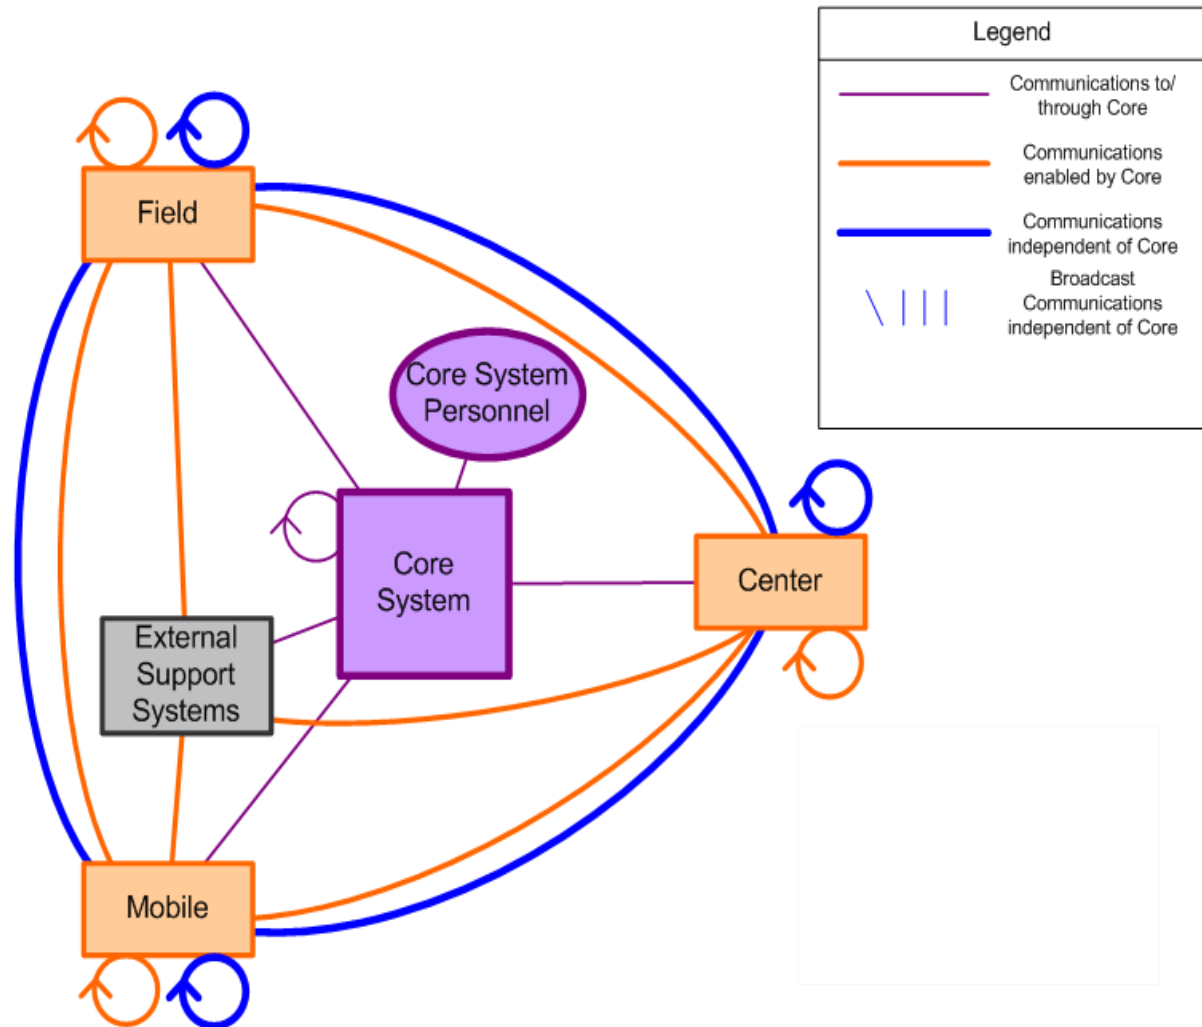 Legend
Communications to/
through Core
Communications
enabled by Core
Communications
independent of Core
Broadcast
Communications
independent of Core
Field
Core System
Personnel
Core
System
Center
External
Support
Systems
Mobile